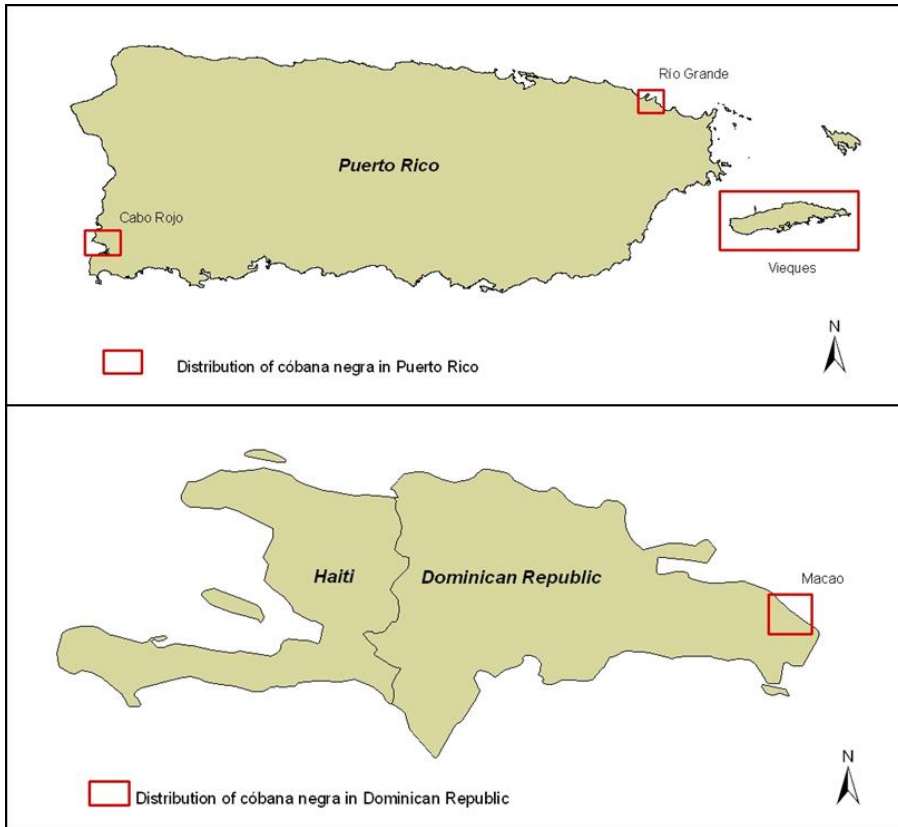 Río Grande
Puerto Rico
Cabo Rojo
Vieques
N
Distribution of cóbana negra in Puerto Rico
Haiti
Dominican Republic
Macao
N
Distribution of cóbana negra in Dominican Republic